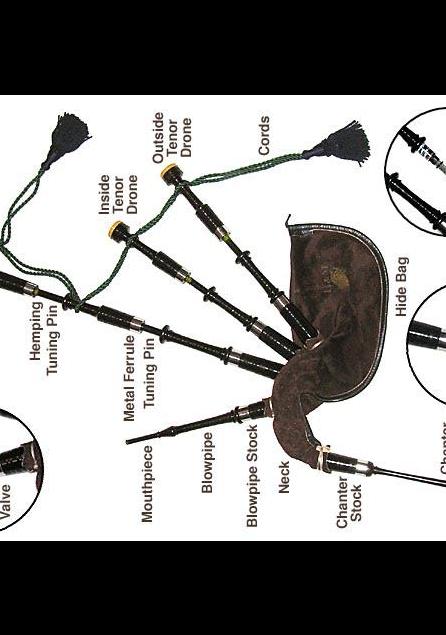 Outside
Tenor
Drone
Cords
Inside
Tenor
Drone
Hide Bag
Hemping
Tuning Pin
Metal Ferrule
Tuning Pin
Mouthpiece
Blowpipe
Blowpipe Stock
Neck
Chanter
Stock
Valve
Chanter